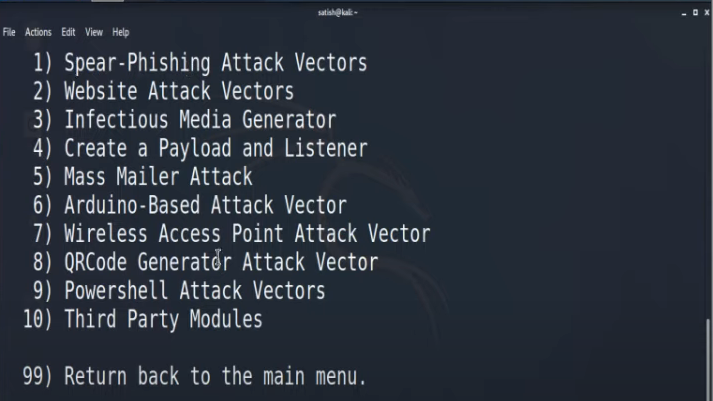 satish@kali:~
File Actions Edit View Help
1) Spear-Phishing Attack Vectors
2) Website Attack Vectors
3) Infectious Media Generator
4) Create a Payload and Listener
5) Mass Mailer Attack
6) Arduino-Based Attack Vector
7) Wireless Access Point Attack Vector
8) QRCode Generator Attack Vector
9) Powershell Attack Vectors
10) Third Party Modules
99) Return back to the main menu.